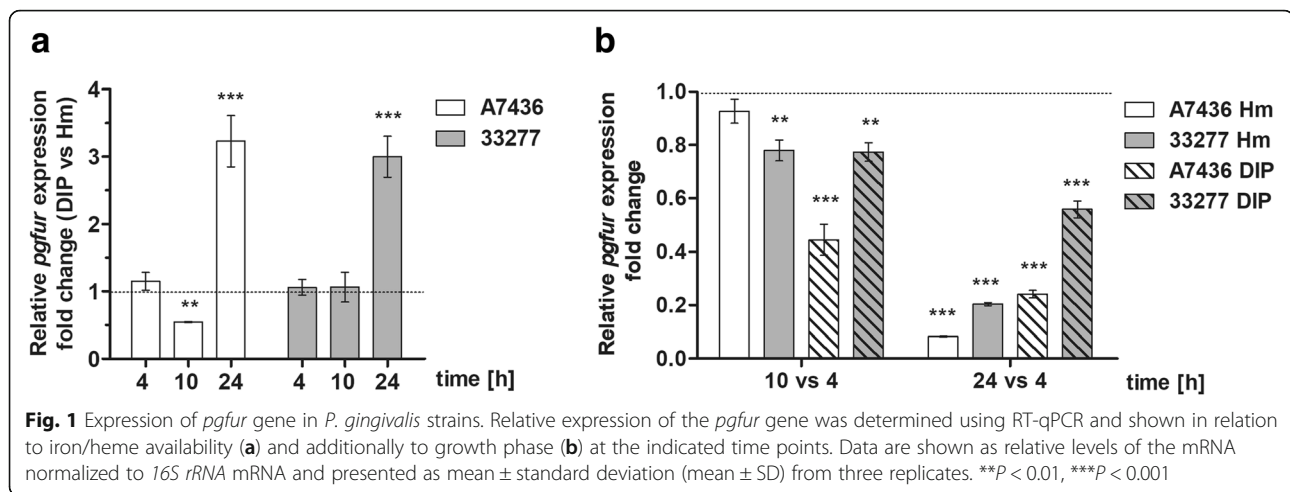 a
Relative pgfur expression
fold change (DIP vs Hm)
4
3
2
1
0
***
**
***
4 10 24 4 10 24 time [h]
A7436
33277
b
Relative pgfur expression
fold change
1.0
0.8
0.6
0.4
0.2
0.0
** *** **
*** *** *** ***
10 vs 4 24 vs 4 time [h]
A7436 Hm
33277 Hm
A7436 DIP
33277 DIP
Fig. 1 Expression of pgfur gene in P. gingivalis strains. Relative expression of the pgfur gene was determined using RT-qPCR and shown in relation
to iron/heme availability (a) and additionally to growth phase (b) at the indicated time points. Data are shown as relative levels of the mRNA
normalized to 16S rRNA mRNA and presented as mean ± standard deviation (mean ± SD) from three replicates. **P < 0.01, ***P < 0.001